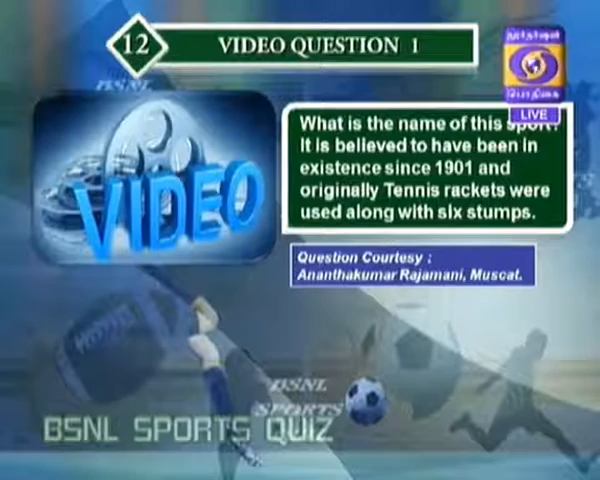 12
VIDEO QUESTION 1
பொதிகை
LIVE
BSNL
VIDEO
What is the name of this sport?
It is believed to have been in
existence since 1901 and
originally Tennis rackets were
used along with six stumps.
Question Courtesy :
Ananthakumar Rajamani, Muscat.
BSNL
SPORTS
BSNL SPORTS QUIZ